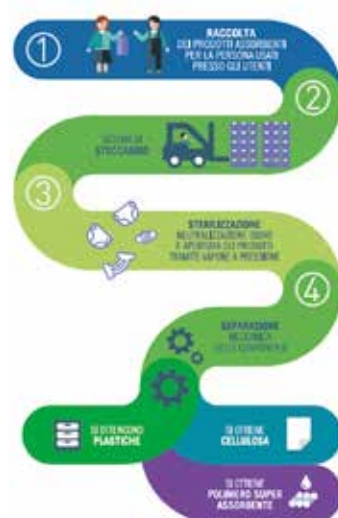 1
RACCOLTA
DEI PRODOTTI ASSORBENTI
PER LA PERSONA USATI
PRESSO GLI UTENTI
2
STOCCAGGIO
3
STERILIZZAZIONE
NEUTRALIZZAZIONE ODORI
E APERTURA DEI PRODOTTI
TRAMITE VAPORE A PRESSIONE
4
SEPARAZIONE
MECCANICA
DELLE COMPONENTI
SI OTTENGONO
PLASTICHE
SI OTTIENE
CELLULOSA
SI OTTIENE
POLIMERO SUPER
ASSORBENTE